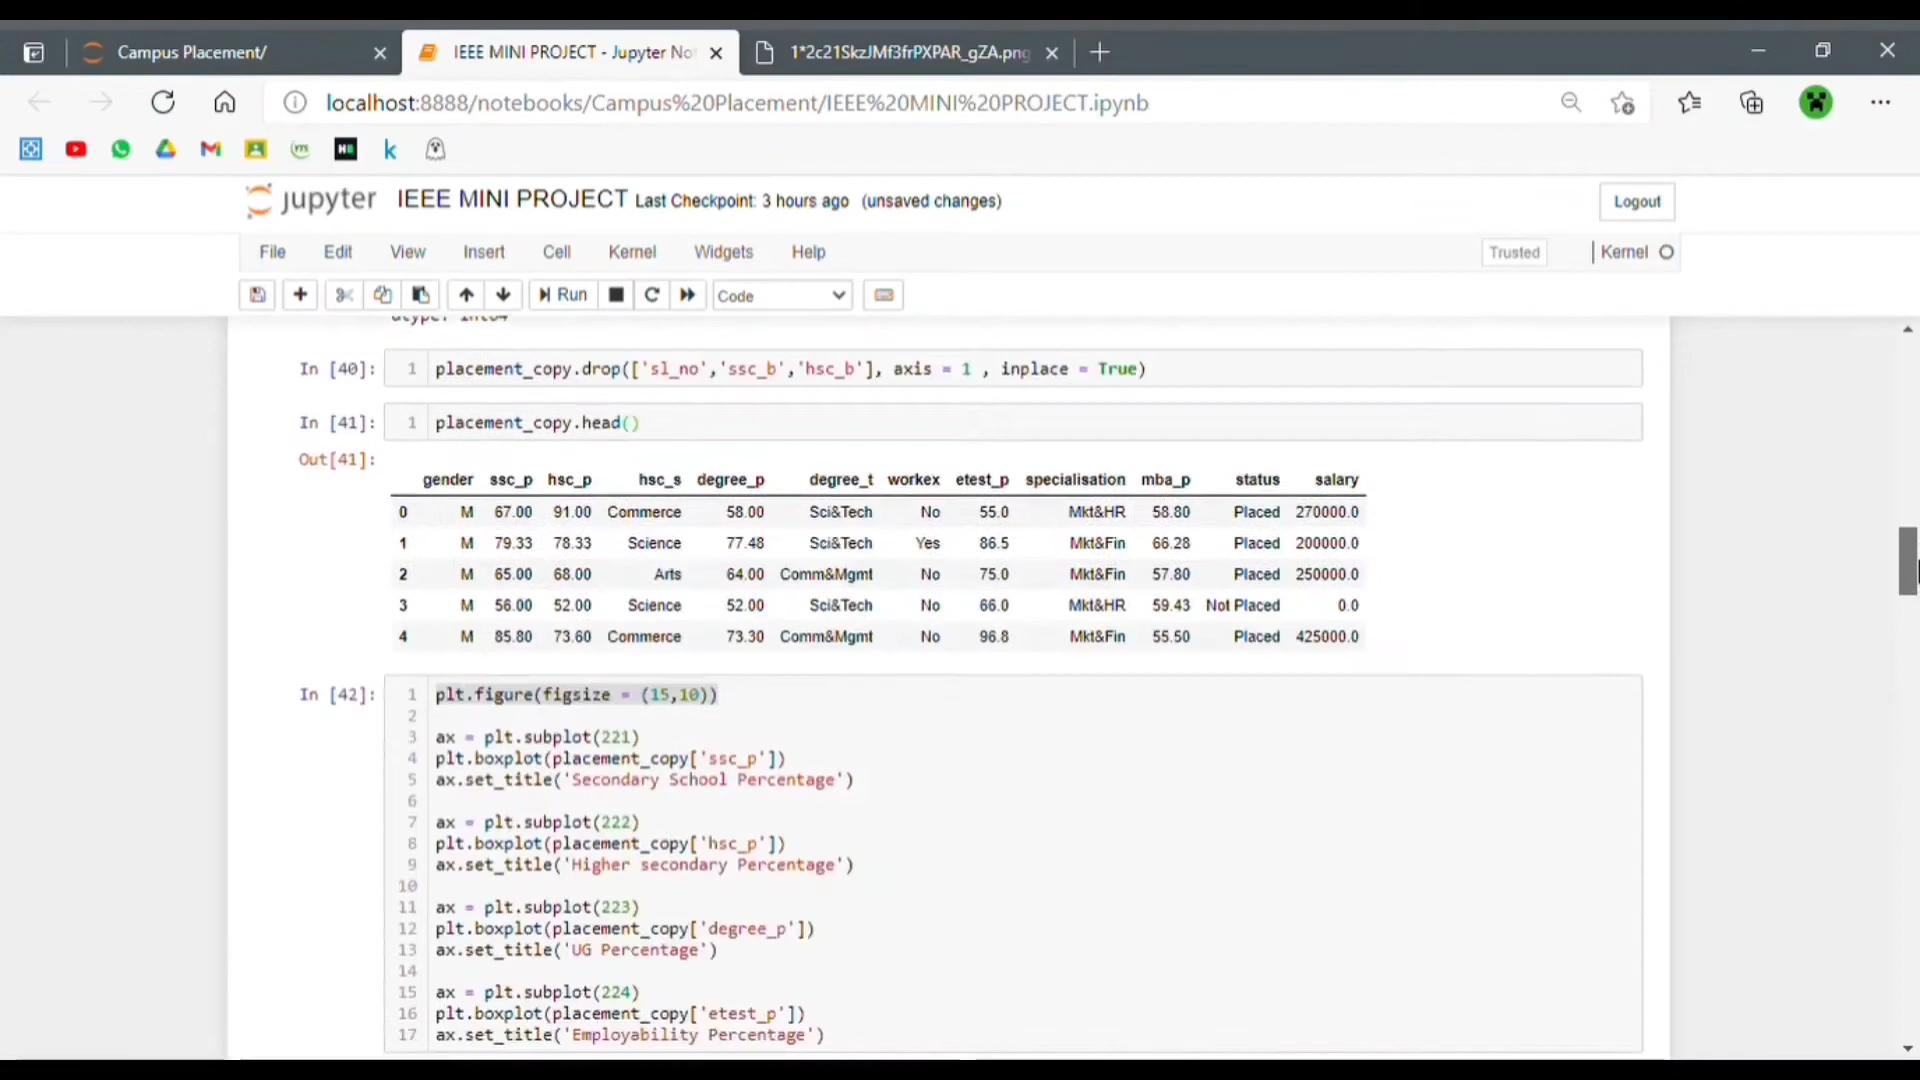 Campus Placement/
IEEE MINI PROJECT - Jupyter No
1*2c21SkzJMf3frPXPAR_gZA.png
localhost:8888/notebooks/Campus%20Placement/IEEE%20MINI%20PROJECT.ipynb
jupyter IEEE MINI PROJECT Last Checkpoint: 3 hours ago (unsaved changes)
Logout
File Edit View Insert Cell Kernel Widgets Help
Trusted
Kernel
Run
Code
In [40]: 1 placement_copy.drop(['sl_no','ssc_b','hsc_b'], axis = 1 , inplace = True)
In [41]: 1 placement_copy.head()
Out[41]:
gender ssc_p hsc_p hsc_s degree_p degree_t workex etest_p specialisation mba_p status salary
0 M 67.00 91.00 Commerce 58.00 Sci&Tech No 55.0 Mkt&HR 58.80 Placed 270000.0
1 M 79.33 78.33 Science 77.48 Sci&Tech Yes 86.5 Mkt&Fin 66.28 Placed 200000.0
2 M 65.00 68.00 Arts 64.00 Comm&Mgmt No 75.0 Mkt&Fin 57.80 Placed 250000.0
3 M 56.00 52.00 Science 52.00 Sci&Tech No 66.0 Mkt&HR 59.43 Not Placed 0.0
4 M 85.80 73.60 Commerce 73.30 Comm&Mgmt No 96.8 Mkt&Fin 55.50 Placed 425000.0
In [42]: 1 plt.figure(figsize = (15,10))
2
3 ax = plt.subplot(221)
4 plt.boxplot(placement_copy['ssc_p'])
5 ax.set_title('Secondary School Percentage')
6
7 ax = plt.subplot(222)
8 plt.boxplot(placement_copy['hsc_p'])
9 ax.set_title('Higher secondary Percentage')
10
11 ax = plt.subplot(223)
12 plt.boxplot(placement_copy['degree_p'])
13 ax.set_title('UG Percentage')
14
15 ax = plt.subplot(224)
16 plt.boxplot(placement_copy['etest_p'])
17 ax.set_title('Employability Percentage')